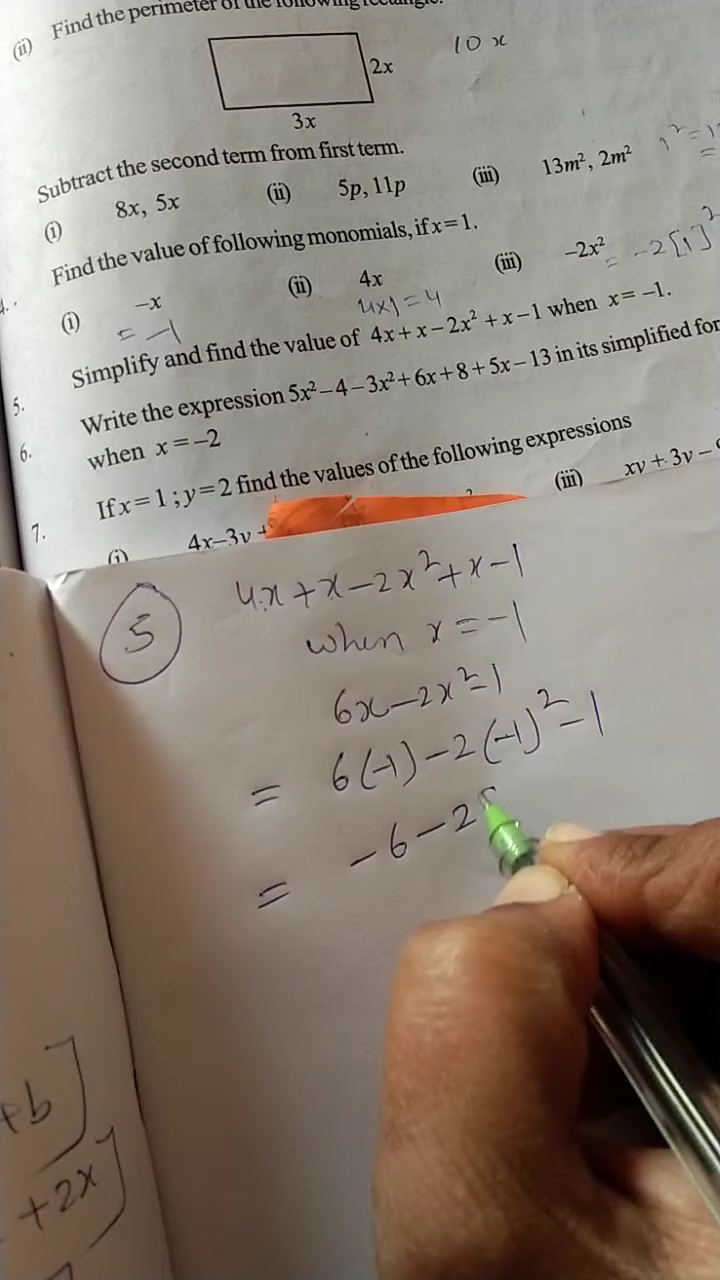 (ii) Find the perimeter of the following rectangle.
2x
10 x
3x
Subtract the second term from first term.
(i) 8x, 5x (ii) 5p, 11p (iii) 13m², 2m²
Find the value of following monomials, if x=1.
(i) −x (ii) 4x (iii) −2x²
= −1 4x1 = 4 = −2[1]²
5. Simplify and find the value of 4x + x − 2x² + x − 1 when x = −1.
6. Write the expression 5x² − 4 − 3x² + 6x + 8 + 5x − 13 in its simplified
when x = −2
7. If x = 1 ; y = 2 find the values of the following expressions
(i) 4x−3y + (iii) xy + 3y −
5 4x + x − 2x² + x − 1
when x = −1
6x − 2x² − 1
= 6(−1) − 2(−1)² − 1
= −6 − 2
+b]
+2x]